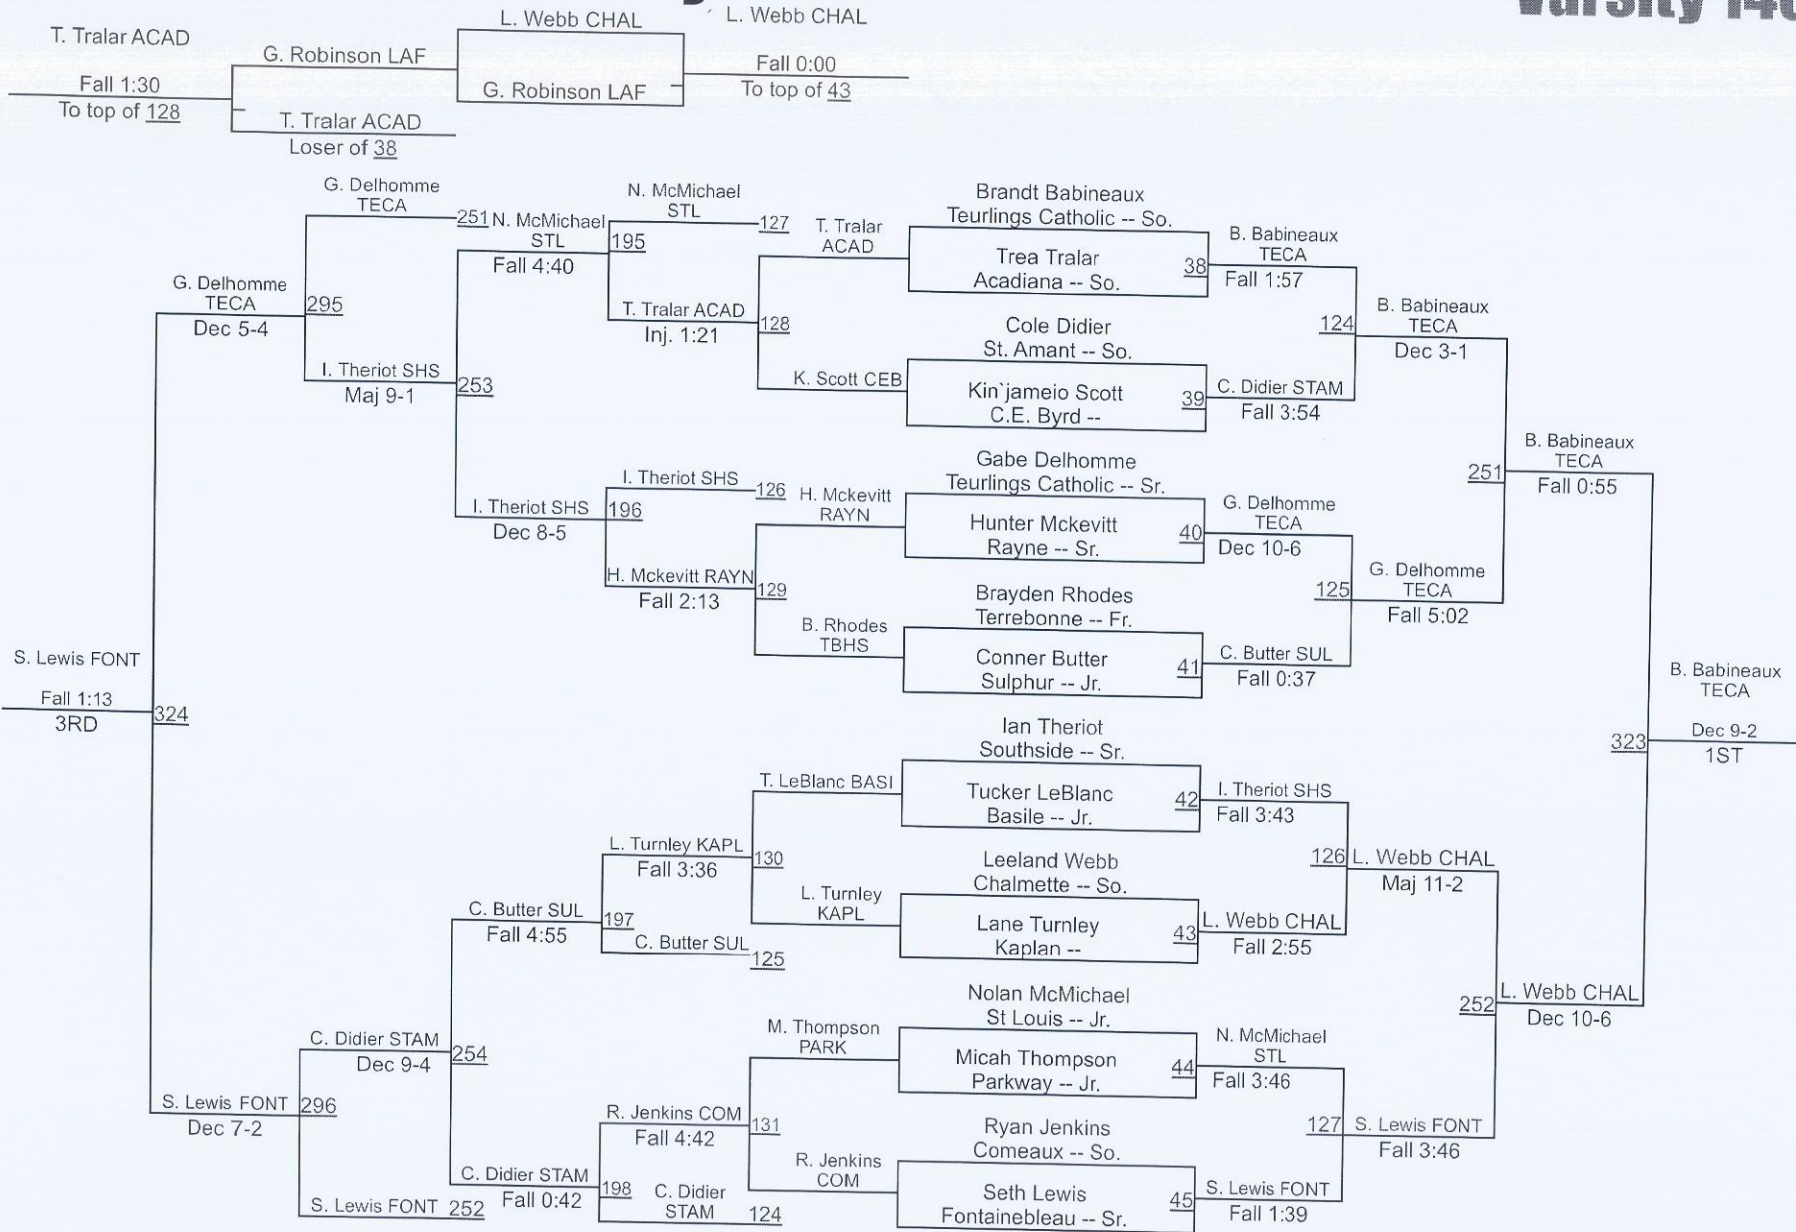 Varsity 140
L. Webb CHAL
L. Webb CHAL
T. Tralar ACAD
G. Robinson LAF
Fall 1:30
Fall 0:00
G. Robinson LAF
To top of 43
To top of 128
T. Tralar ACAD
Loser of 38
G. Delhomme
TECA
251
N. McMichael
STL
Fall 4:40
195
N. McMichael
STL
127
T. Tralar
ACAD
G. Delhomme
TECA
Dec 5-4
295
T. Tralar ACAD
Inj. 1:21
128
I. Theriot SHS
Maj 9-1
253
K. Scott CEB
I. Theriot SHS
126
H. Mckevitt
RAYN
I. Theriot SHS
Dec 8-5
196
H. Mckevitt RAYN
Fall 2:13
129
B. Rhodes
TBHS
S. Lewis FONT
Fall 1:13
3RD
324
T. LeBlanc BASI
L. Turnley KAPL
Fall 3:36
130
L. Turnley
KAPL
C. Butter SUL
Fall 4:55
197
C. Butter SUL
125
C. Didier STAM
Dec 9-4
254
M. Thompson
PARK
S. Lewis FONT
Dec 7-2
296
R. Jenkins COM
Fall 4:42
131
R. Jenkins
COM
C. Didier STAM
Fall 0:42
198
C. Didier
STAM
124
S. Lewis FONT
252
Brandt Babineaux
Teurlings Catholic -- So.
Trea Tralar
Acadiana -- So.
38
Cole Didier
St. Amant -- So.
Kin`jameio Scott
C.E. Byrd --
39
Gabe Delhomme
Teurlings Catholic -- Sr.
Hunter Mckevitt
Rayne -- Sr.
40
Brayden Rhodes
Terrebonne -- Fr.
Conner Butter
Sulphur -- Jr.
41
Ian Theriot
Southside -- Sr.
Tucker LeBlanc
Basile -- Jr.
42
Leeland Webb
Chalmette -- So.
Lane Turnley
Kaplan --
43
Nolan McMichael
St Louis -- Jr.
Micah Thompson
Parkway -- Jr.
44
Ryan Jenkins
Comeaux -- So.
Seth Lewis
Fontainebleau -- Sr.
45
B. Babineaux
TECA
Fall 1:57
124
C. Didier STAM
Fall 3:54
G. Delhomme
TECA
Dec 10-6
125
C. Butter SUL
Fall 0:37
I. Theriot SHS
Fall 3:43
126
L. Webb CHAL
Fall 2:55
N. McMichael
STL
Fall 3:46
127
S. Lewis FONT
Fall 1:39
B. Babineaux
TECA
Dec 3-1
251
G. Delhomme
TECA
Fall 5:02
L. Webb CHAL
Maj 11-2
252
S. Lewis FONT
Fall 3:46
B. Babineaux
TECA
Fall 0:55
323
L. Webb CHAL
Dec 10-6
B. Babineaux
TECA
Dec 9-2
1ST